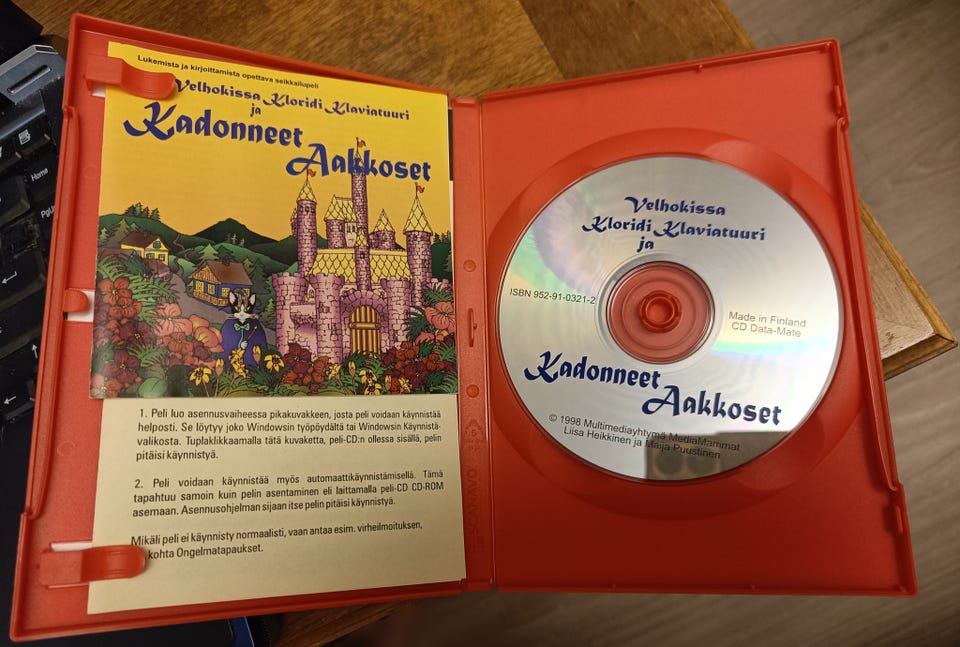 Lukemista ja kirjoittamista opettava seikkailupeli
Velhokissa Kloridi Klaviatuuri
ja
Kadonneet
Aakkoset
1. Peli luo asennusvaiheessa pikakuvakkeen, josta peli voidaan käynnistää
helposti. Se löytyy joko Windowsin työpöydältä tai Windowsin Käynnistä-
valikosta. Tuplaklikkaamalla tätä kuvaketta, peli-CD:n ollessa sisällä, pelin
pitäisi käynnistyä.
2. Peli voidaan käynnistää myös automaattikäynnistämisellä. Tämä
tapahtuu samoin kuin pelin asentaminen eli laittamalla peli-CD CD-ROM
asemaan. Asennusohjelman sijaan itse pelin pitäisi käynnistyä.
Mikäli peli ei käynnisty normaalisti, vaan antaa esim. virheilmoituksen,
kohta Ongelmatapaukset.
Velhokissa
Kloridi Klaviatuuri
ja
ISBN 952-91-0321-2
Made in Finland
CD Data-Mate
Kadonneet
Aakkoset
© 1998 Multimediayhtymä MediaMammat
Liisa Heikkinen ja Maija Puustinen
Home